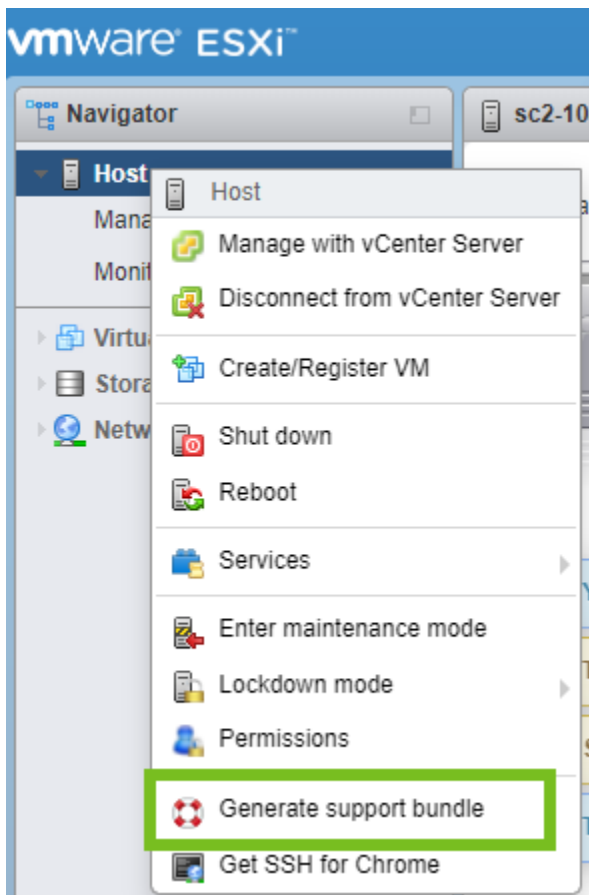 vmware ESXi™
Navigator
sc2-10
Host
Host
Mana
Manage with vCenter Server
Monit
Disconnect from vCenter Server
Virtu
Create/Register VM
Stora
Netw
Shut down
Reboot
Services
Enter maintenance mode
Lockdown mode
Permissions
Generate support bundle
Get SSH for Chrome